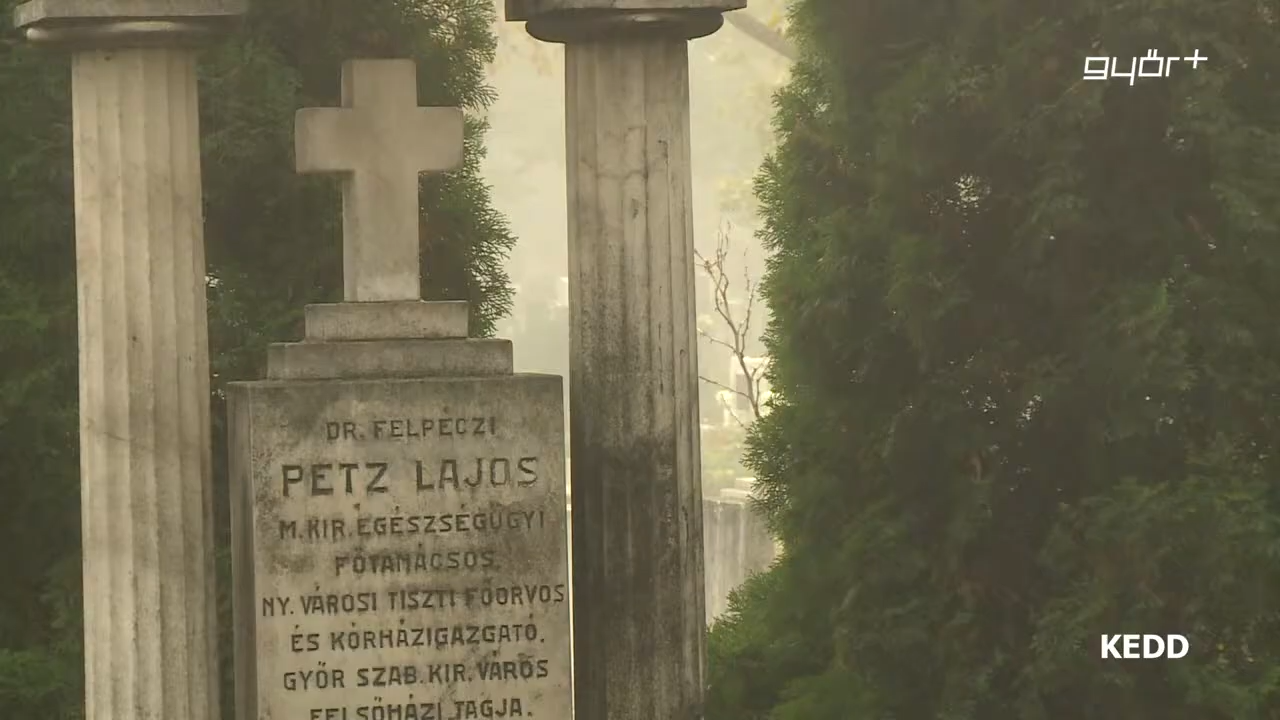 győr+
DR. FELPÉCZI
PETZ LAJOS
M. KIR. EGÉSZSÉGÜGYI
FŐTANÁCSOS,
NY. VÁROSI TISZTI FŐORVOS
ÉS KÓRHÁZIGAZGATÓ,
GYŐR SZAB. KIR. VÁROS
FELSŐHÁZI TAGJA.
KEDD